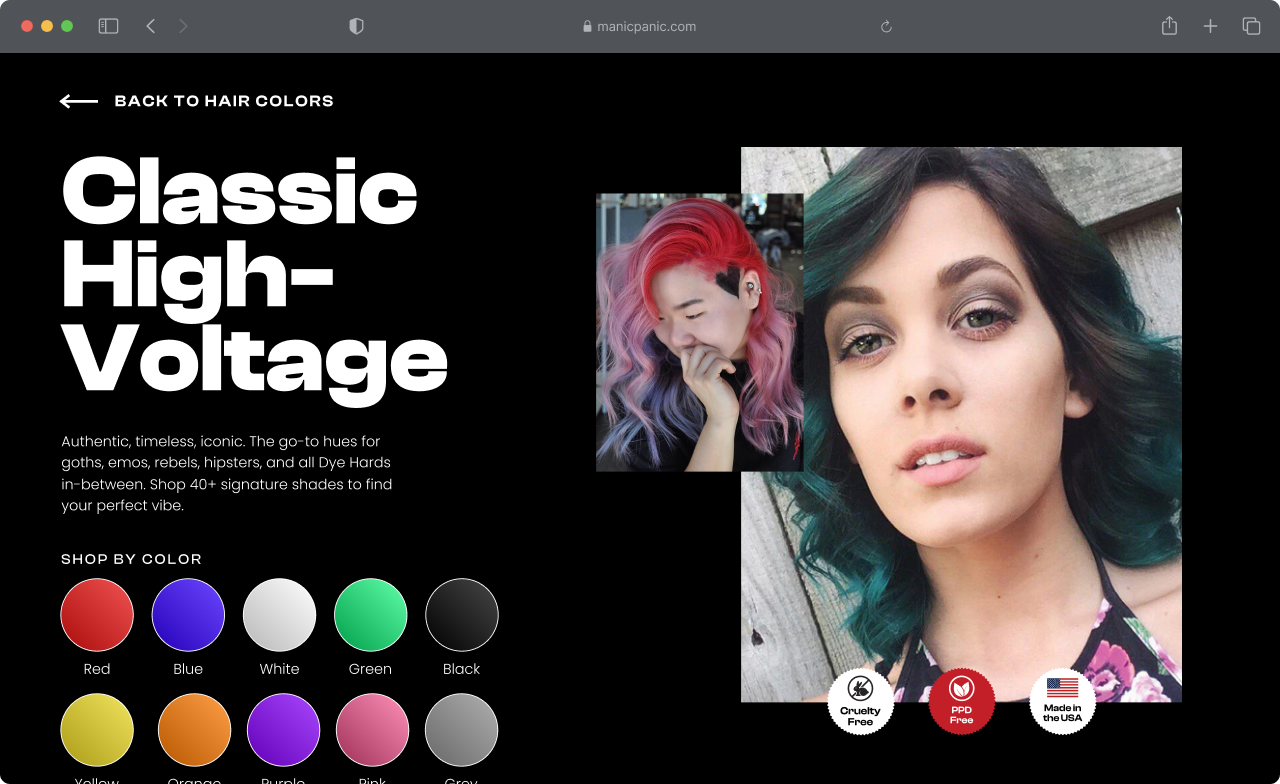 manicpanic.com
BACK TO HAIR COLORS
Classic
High-
Voltage
Authentic, timeless, iconic. The go-to hues for
goths, emos, rebels, hipsters, and all Dye Hards
in-between. Shop 40+ signature shades to find
your perfect vibe.
SHOP BY COLOR
Red
Blue
White
Green
Black
Yellow
Orange
Purple
Pink
Grey
Cruelty
Free
PPD
Free
Made in
the USA